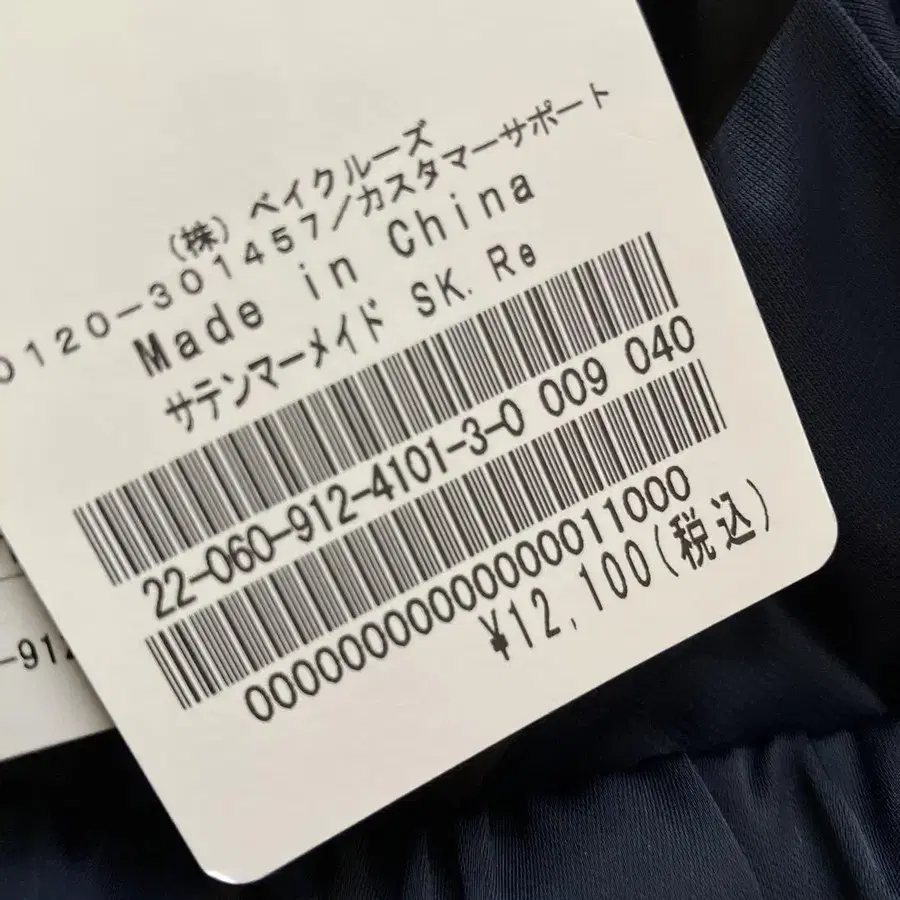 (株) ベイクルーズ
0120-301457/カスタマーサポート
Made in China
サテンマーメイド SK. Re
22-060-912-4101-3-0 009 040
0000000000000000011000
¥12,100(税込)
-912